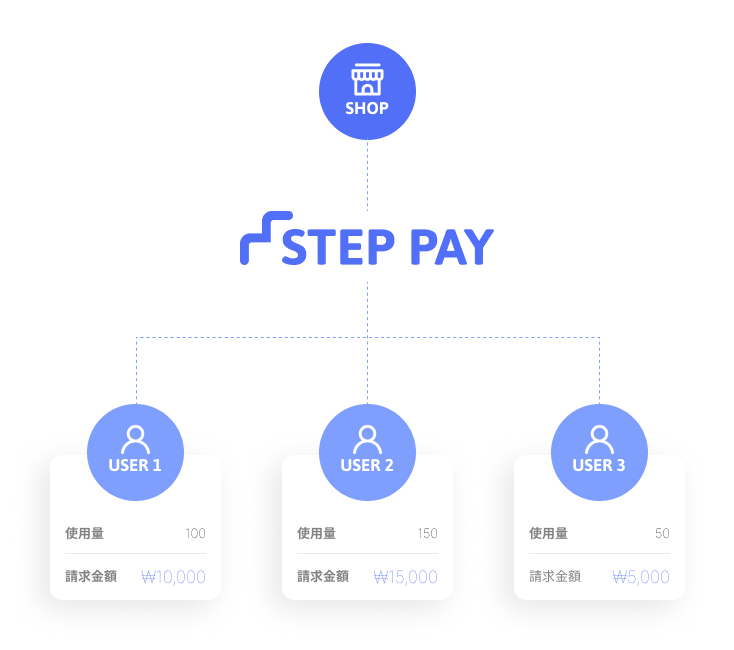 SHOP
STEP PAY
USER 1
使用量 100
請求金額 ₩10,000
USER 2
使用量 150
請求金額 ₩15,000
USER 3
使用量 50
請求金額 ₩5,000